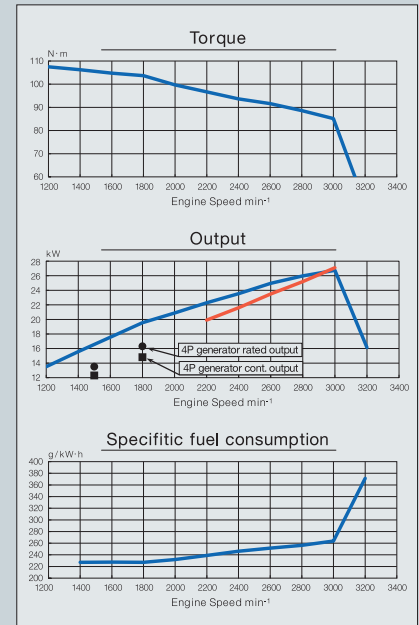 Torque
N·m
110
100
90
80
70
60
1200 1400 1600 1800 2000 2200 2400 2600 2800 3000 3200 3400
Engine Speed min-¹
Output
kW
28
26
24
22
20
18
16
14
12
4P generator rated output
4P generator cont. output
1200 1400 1600 1800 2000 2200 2400 2600 2800 3000 3200 3400
Engine Speed min-¹
Specifitic fuel consumption
g/kW·h
400
380
360
340
320
300
280
260
240
220
200
1200 1400 1600 1800 2000 2200 2400 2600 2800 3000 3200 3400
Engine Speed min-¹